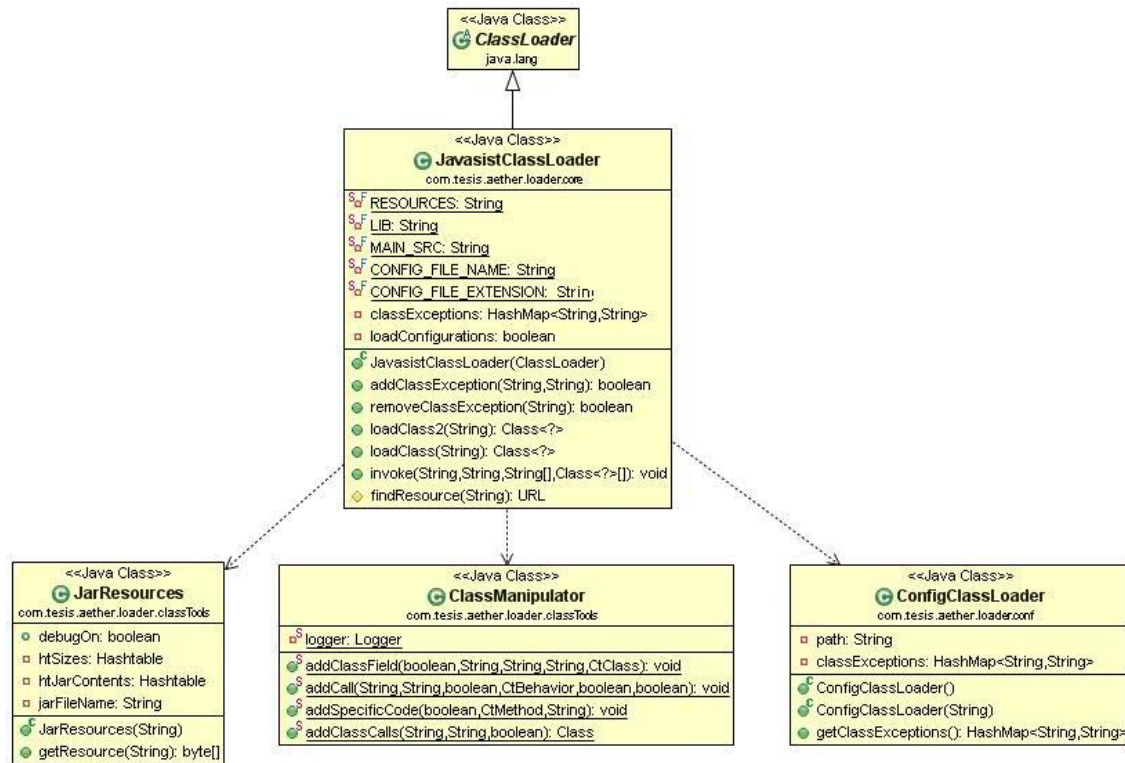 <<Java Class>>
ClassLoader
java.lang
<<Java Class>>
JavasistClassLoader
com.tesis.aether.loader.core
RESOURCES: String
LIB: String
MAIN_SRC: String
CONFIG_FILE_NAME: String
CONFIG_FILE_EXTENSION: String
classExceptions: HashMap<String,String>
loadConfigurations: boolean
JavasistClassLoader(ClassLoader)
addClassException(String,String): boolean
removeClassException(String): boolean
loadClass2(String): Class<?>
loadClass(String): Class<?>
invoke(String,String,String[],Class<?>[]): void
findResource(String): URL
<<Java Class>>
JarResources
com.tesis.aether.loader.classTools
debugOn: boolean
htSizes: Hashtable
htJarContents: Hashtable
jarFileName: String
JarResources(String)
getResource(String): byte[]
<<Java Class>>
ClassManipulator
com.tesis.aether.loader.classTools
logger: Logger
addClassField(boolean,String,String,String,CtClass): void
addCall(String,String,boolean,CtBehavior,boolean,boolean): void
addSpecificCode(boolean,CtMethod,String): void
addClassCalls(String,String,boolean): Class
<<Java Class>>
ConfigClassLoader
com.tesis.aether.loader.conf
path: String
classExceptions: HashMap<String,String>
ConfigClassLoader()
ConfigClassLoader(String)
getClassExceptions(): HashMap<String,String>